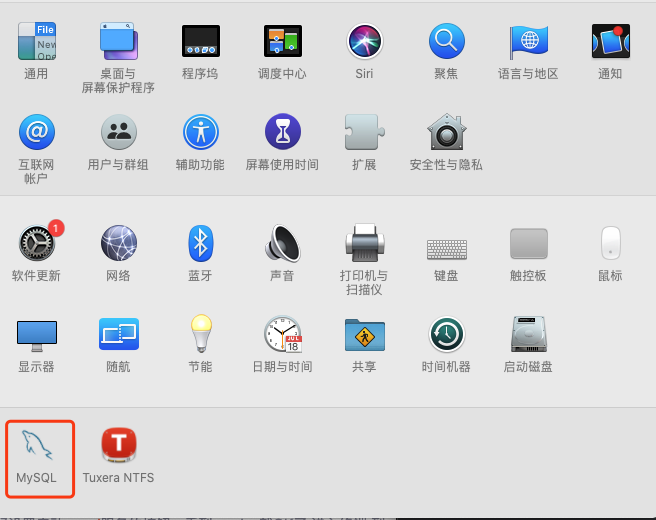 File
New
Ope
通用
桌面与
屏幕保护程序
程序坞
调度中心
Siri
聚焦
语言与地区
通知
@
互联网
帐户
用户与群组
辅助功能
屏幕使用时间
扩展
安全性与隐私
1
软件更新
网络
蓝牙
声音
打印机与
扫描仪
键盘
触控板
鼠标
显示器
随航
节能
JUL
18
日期与时间
共享
时间机器
启动磁盘
T
MySQL
Tuxera NTFS